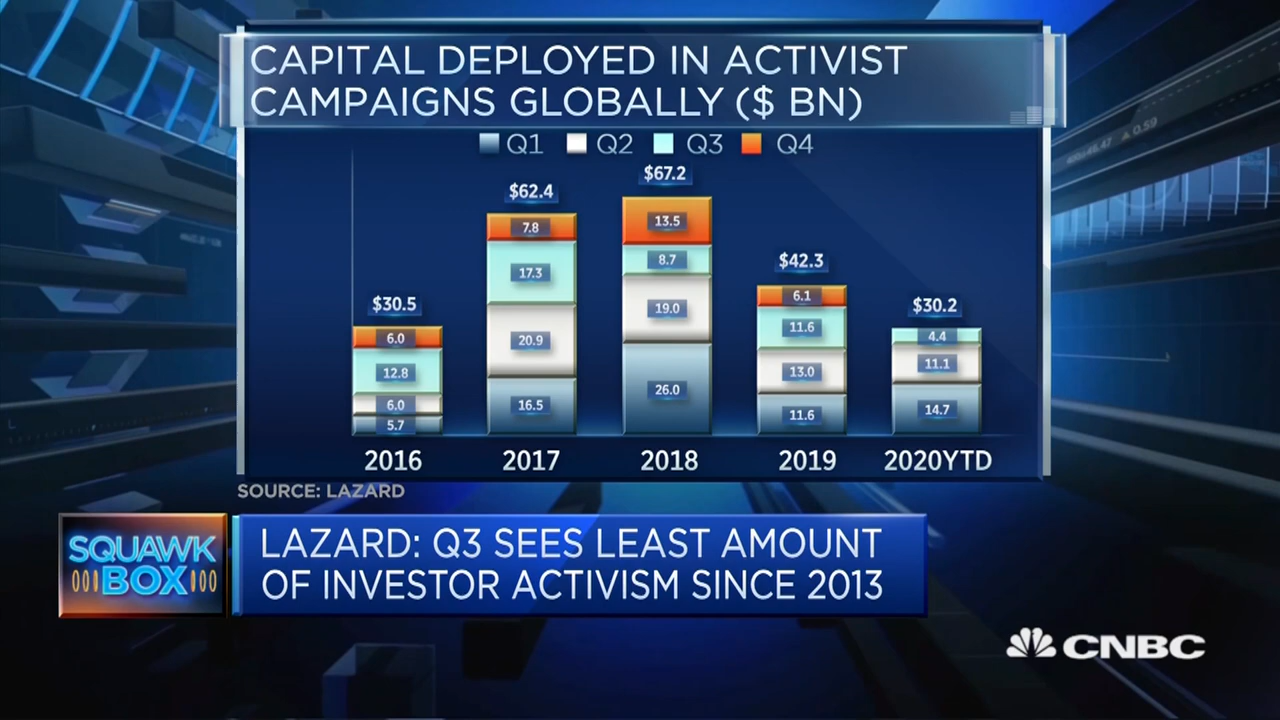 CAPITAL DEPLOYED IN ACTIVIST
CAMPAIGNS GLOBALLY ($ BN)
Q1 Q2 Q3 Q4
$30.5
6.0
12.8
6.0
5.7
$62.4
7.8
17.3
20.9
16.5
$67.2
13.5
8.7
19.0
26.0
$42.3
6.1
11.6
13.0
11.6
$30.2
4.4
11.1
14.7
2016 2017 2018 2019 2020YTD
SOURCE: LAZARD
SQUAWK
BOX
LAZARD: Q3 SEES LEAST AMOUNT
OF INVESTOR ACTIVISM SINCE 2013
CNBC
▲ 0.59